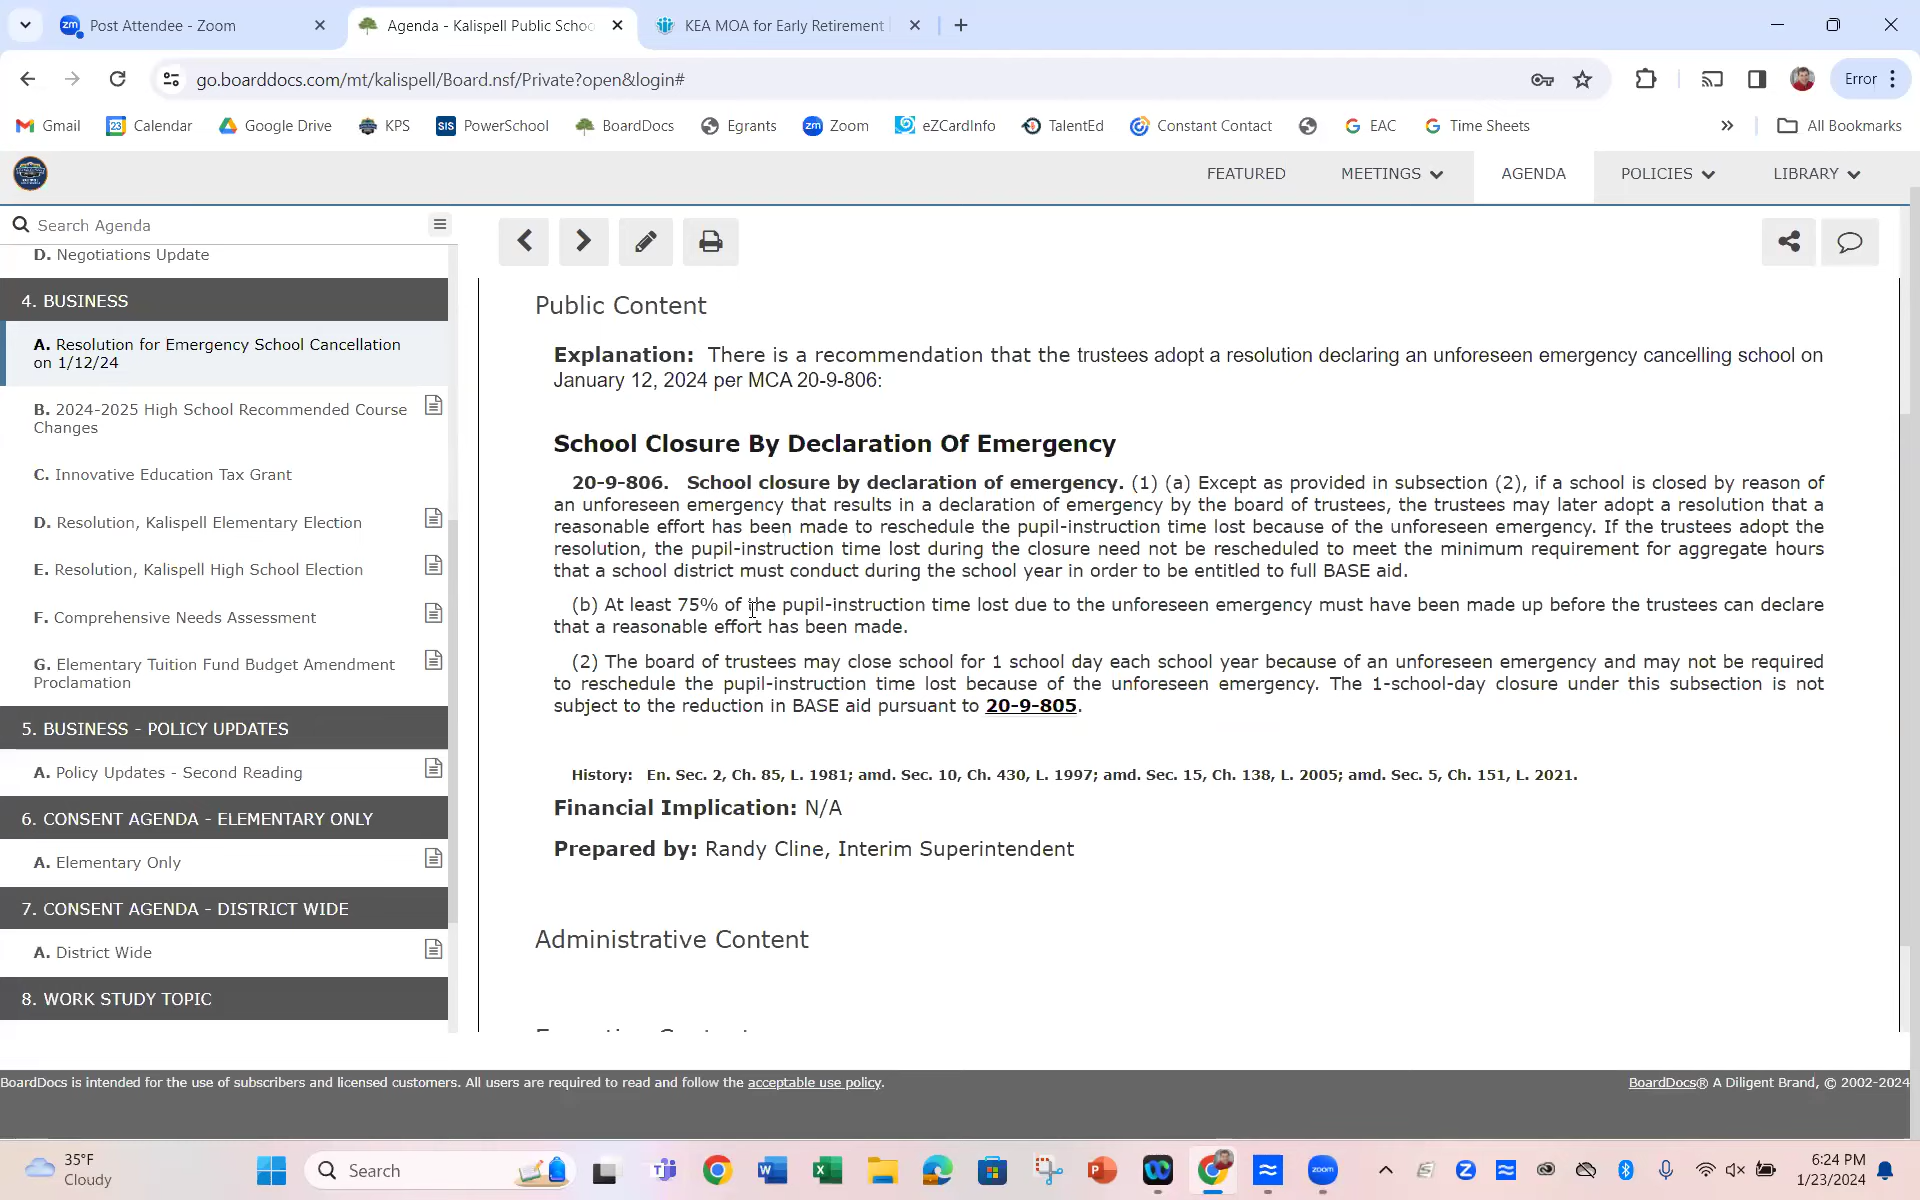 Post Attendee - Zoom
Agenda - Kalispell Public Schoo
KEA MOA for Early Retirement
go.boarddocs.com/mt/kalispell/Board.nsf/Private?open&login#
Error
Gmail
Calendar
Google Drive
KPS
PowerSchool
BoardDocs
Egrants
Zoom
eZCardInfo
TalentEd
Constant Contact
EAC
Time Sheets
All Bookmarks
FEATURED
MEETINGS
AGENDA
POLICIES
LIBRARY
Search Agenda
D. Negotiations Update
4. BUSINESS
A. Resolution for Emergency School Cancellation
on 1/12/24
B. 2024-2025 High School Recommended Course
Changes
C. Innovative Education Tax Grant
D. Resolution, Kalispell Elementary Election
E. Resolution, Kalispell High School Election
F. Comprehensive Needs Assessment
G. Elementary Tuition Fund Budget Amendment
Proclamation
5. BUSINESS - POLICY UPDATES
A. Policy Updates - Second Reading
6. CONSENT AGENDA - ELEMENTARY ONLY
A. Elementary Only
7. CONSENT AGENDA - DISTRICT WIDE
A. District Wide
8. WORK STUDY TOPIC
Public Content
Explanation: There is a recommendation that the trustees adopt a resolution declaring an unforeseen emergency cancelling school on
January 12, 2024 per MCA 20-9-806:
School Closure By Declaration Of Emergency
20-9-806. School closure by declaration of emergency. (1) (a) Except as provided in subsection (2), if a school is closed by reason of
an unforeseen emergency that results in a declaration of emergency by the board of trustees, the trustees may later adopt a resolution that a
reasonable effort has been made to reschedule the pupil-instruction time lost because of the unforeseen emergency. If the trustees adopt the
resolution, the pupil-instruction time lost during the closure need not be rescheduled to meet the minimum requirement for aggregate hours
that a school district must conduct during the school year in order to be entitled to full BASE aid.
(b) At least 75% of the pupil-instruction time lost due to the unforeseen emergency must have been made up before the trustees can declare
that a reasonable effort has been made.
(2) The board of trustees may close school for 1 school day each school year because of an unforeseen emergency and may not be required
to reschedule the pupil-instruction time lost because of the unforeseen emergency. The 1-school-day closure under this subsection is not
subject to the reduction in BASE aid pursuant to 20-9-805.
History: En. Sec. 2, Ch. 85, L. 1981; amd. Sec. 10, Ch. 430, L. 1997; amd. Sec. 15, Ch. 138, L. 2005; amd. Sec. 5, Ch. 151, L. 2021.
Financial Implication: N/A
Prepared by: Randy Cline, Interim Superintendent
Administrative Content
BoardDocs is intended for the use of subscribers and licensed customers. All users are required to read and follow the acceptable use policy.
BoardDocs® A Diligent Brand, © 2002-2024
35°F
Cloudy
Search
6:24 PM
1/23/2024